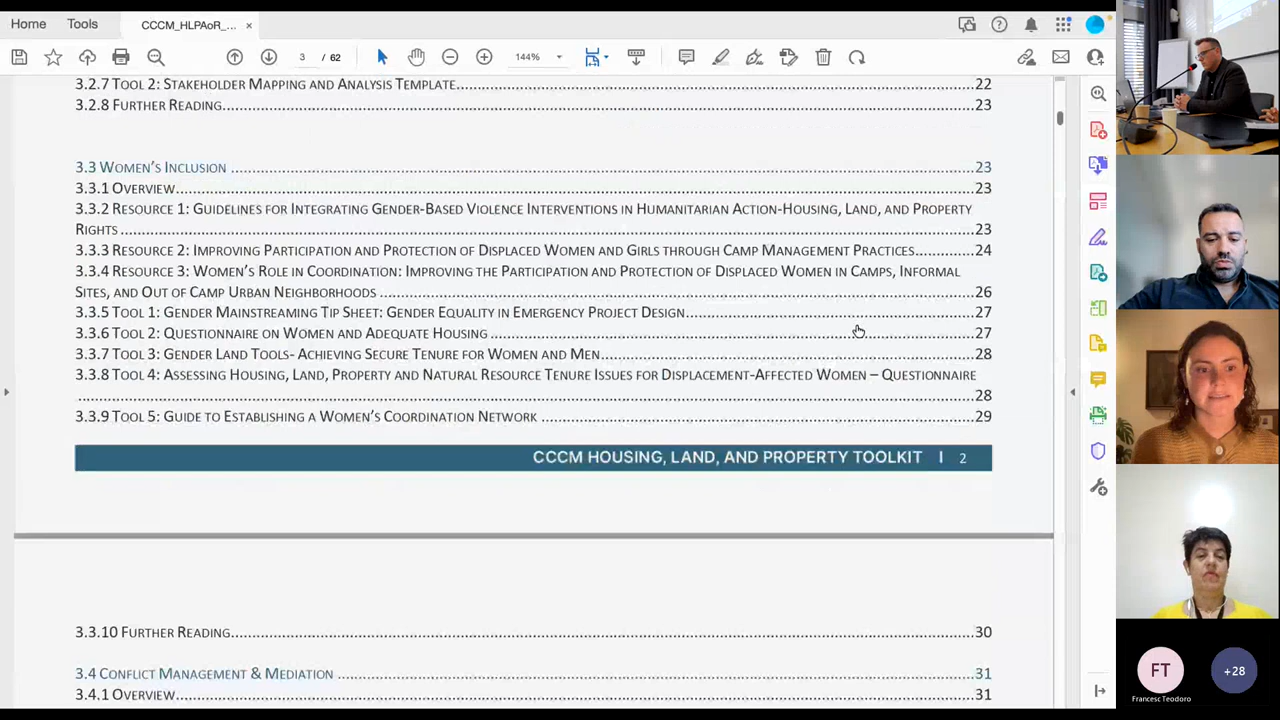 Home
Tools
CCCM_HLPAoR_... ×
3 / 62
144%
3.2.7 Tool 2: Stakeholder Mapping and Analysis Template 22
3.2.8 Further Reading 23
3.3 Women's Inclusion 23
3.3.1 Overview 23
3.3.2 Resource 1: Guidelines for Integrating Gender-Based Violence Interventions in Humanitarian Action-Housing, Land, and Property
Rights 23
3.3.3 Resource 2: Improving Participation and Protection of Displaced Women and Girls through Camp Management Practices 24
3.3.4 Resource 3: Women's Role in Coordination: Improving the Participation and Protection of Displaced Women in Camps, Informal
Sites, and Out of Camp Urban Neighborhoods 26
3.3.5 Tool 1: Gender Mainstreaming Tip Sheet: Gender Equality in Emergency Project Design 27
3.3.6 Tool 2: Questionnaire on Women and Adequate Housing 27
3.3.7 Tool 3: Gender Land Tools- Achieving Secure Tenure for Women and Men 28
3.3.8 Tool 4: Assessing Housing, Land, Property and Natural Resource Tenure Issues for Displacement-Affected Women – Questionnaire
28
3.3.9 Tool 5: Guide to Establishing a Women's Coordination Network 29
CCCM HOUSING, LAND, AND PROPERTY TOOLKIT I 2
3.3.10 Further Reading 30
3.4 Conflict Management & Mediation 31
3.4.1 Overview 31
FT
Francesc Teodoro
+28